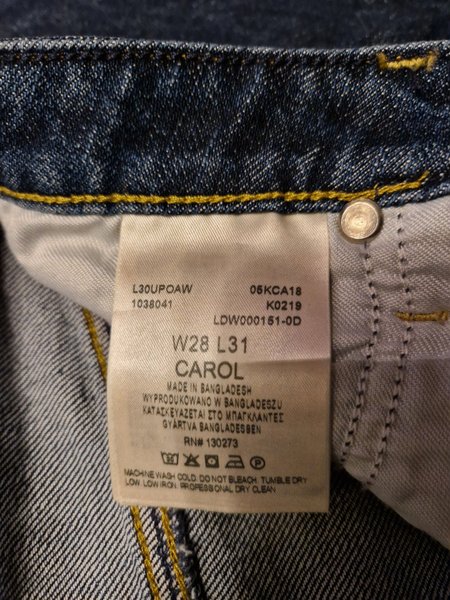 L30UPOAW 05KCA18
1038041 K0219
LDW000151-0D
W28 L31
CAROL
MADE IN BANGLADESH
WYPRODUKOWANO W BANGLADESZU
ΚΑΤΑΣΚΕΥΑΖΕΤΑΙ ΣΤΟ ΜΠΑΓΚΛΑΝΤΕΣ
GYÁRTVA BANGLADESBEN
RN# 130273
MACHINE WASH COLD. DO NOT BLEACH. TUMBLE DRY
LOW. LOW IRON. PROFESSIONAL DRY CLEAN